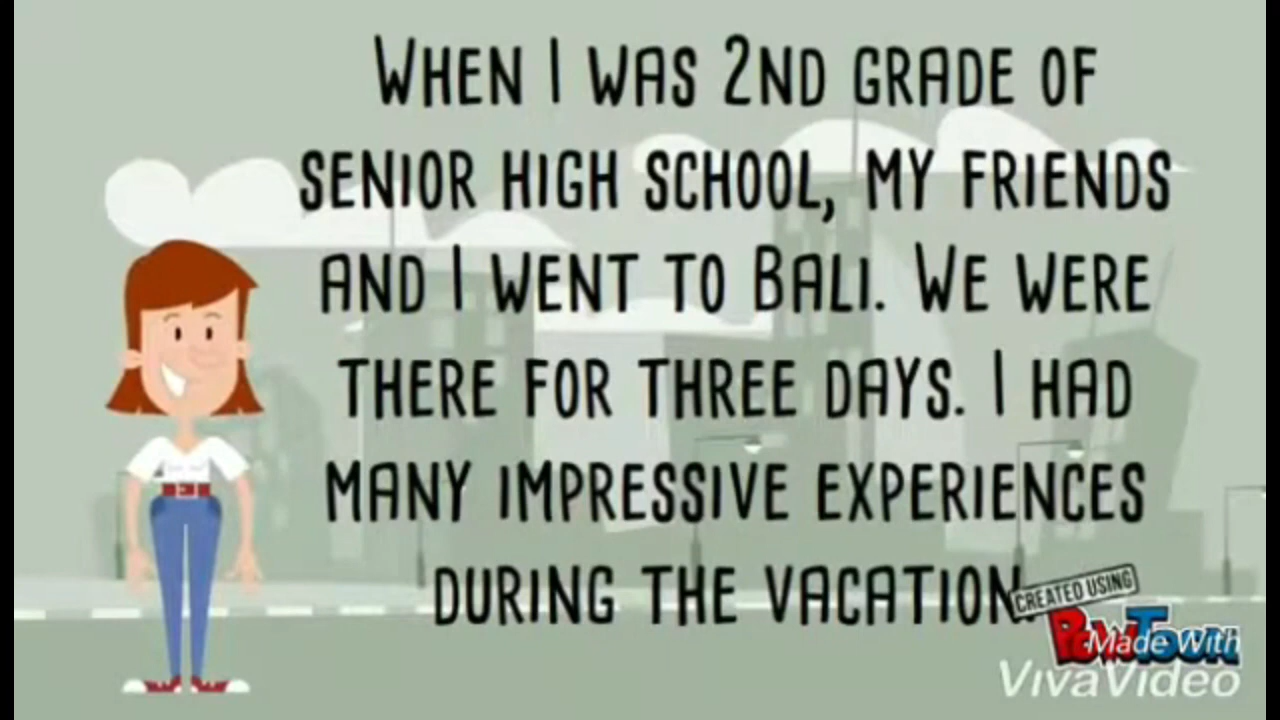 When I was 2nd grade of
senior high school, my friends
and I went to Bali. We were
there for three days. I had
many impressive experiences
during the vacation.
CREATED USING
PowToon
Made With
VivaVideo